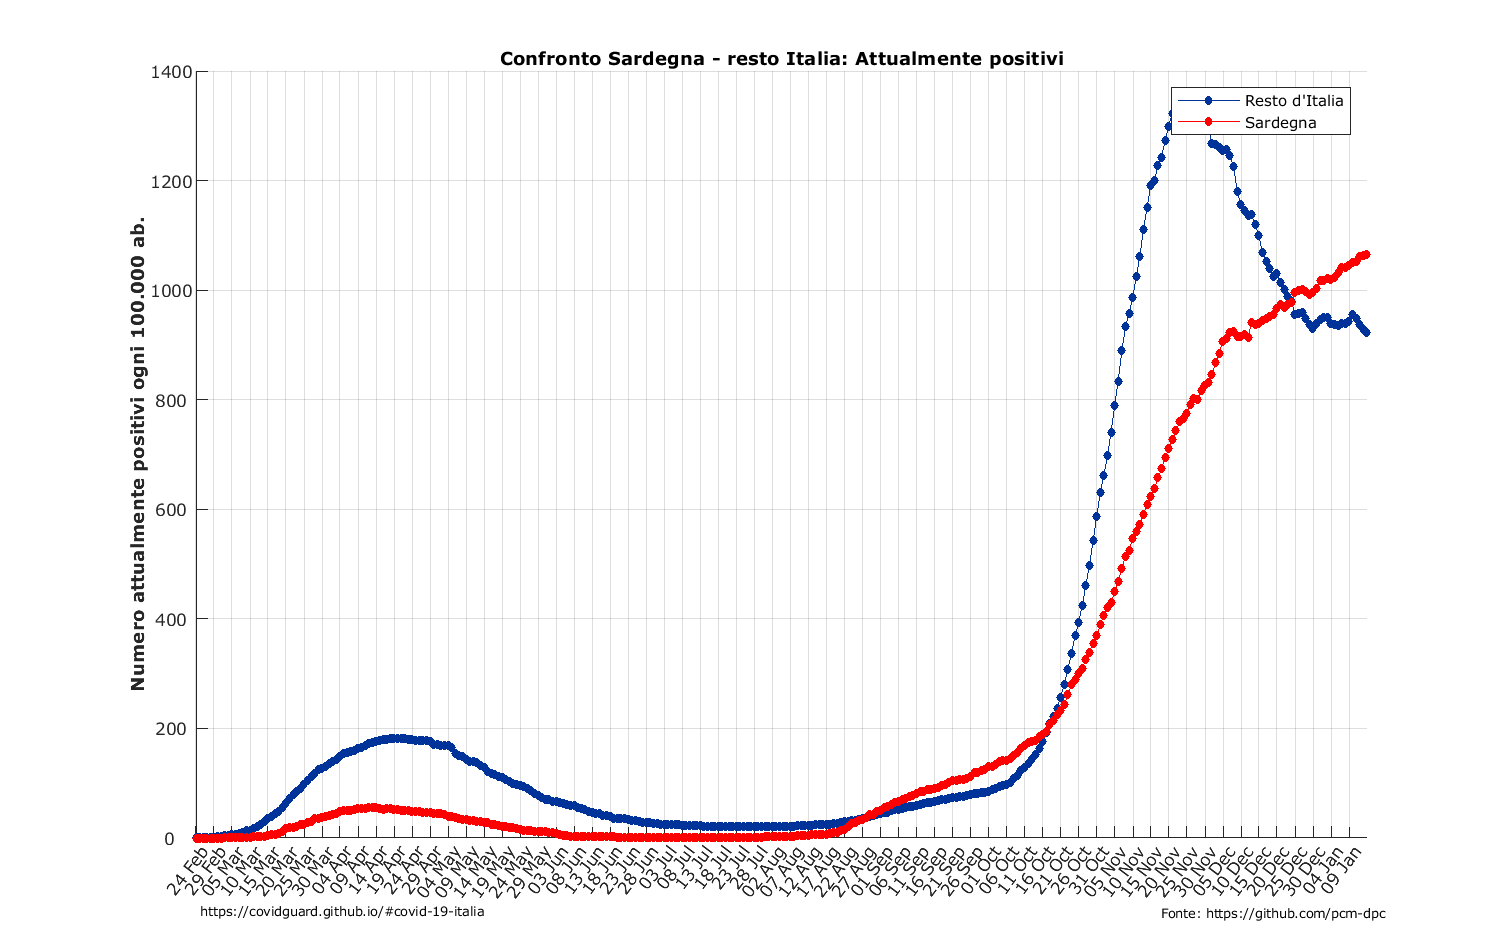 Confronto Sardegna - resto Italia: Attualmente positivi
Numero attualmente positivi ogni 100.000 ab.
1400
1200
1000
800
600
400
200
0
Resto d'Italia
Sardegna
24 Feb
29 Feb
05 Mar
10 Mar
15 Mar
20 Mar
25 Mar
30 Mar
04 Apr
09 Apr
14 Apr
19 Apr
24 Apr
29 Apr
04 May
09 May
14 May
19 May
24 May
29 May
03 Jun
08 Jun
13 Jun
18 Jun
23 Jun
28 Jun
03 Jul
08 Jul
13 Jul
18 Jul
23 Jul
28 Jul
02 Aug
07 Aug
12 Aug
17 Aug
22 Aug
27 Aug
01 Sep
06 Sep
11 Sep
16 Sep
21 Sep
26 Sep
01 Oct
06 Oct
11 Oct
16 Oct
21 Oct
26 Oct
31 Oct
05 Nov
10 Nov
15 Nov
20 Nov
25 Nov
30 Nov
05 Dec
10 Dec
15 Dec
20 Dec
25 Dec
30 Dec
04 Jan
09 Jan
https://covidguard.github.io/#covid-19-italia
Fonte: https://github.com/pcm-dpc